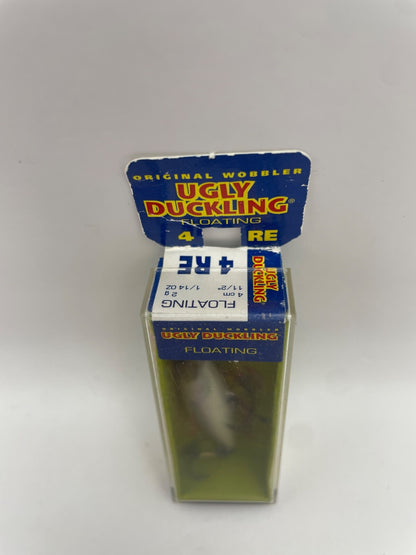 ORIGINAL WOBBLER
UGLY
DUCKLING®
FLOATING
4 RE
4 RE
FLOATING
4 cm 2 g
1 1/2" 1/14 OZ
UGLY
DUCKLING
ORIGINAL WOBBLER
UGLY DUCKLING
FLOATING